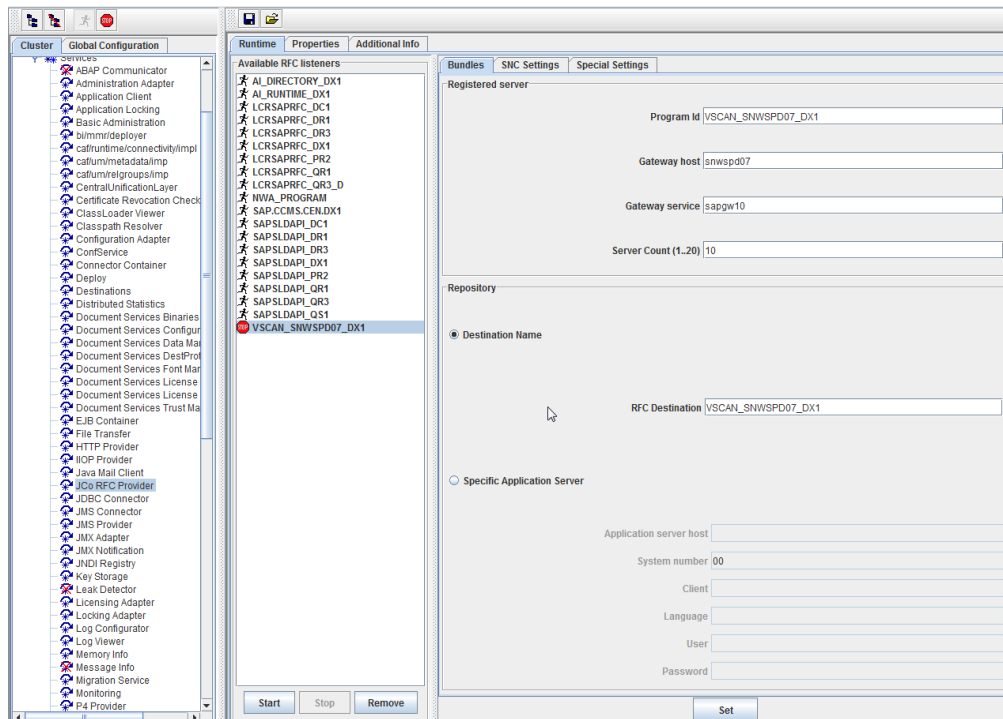 Cluster
Global Configuration
Services
ABAP Communicator
Administration Adapter
Application Client
Application Locking
Basic Administration
bi/mmr/deployer
caf/runtime/connectivity/impl
caf/um/metadata/imp
caf/um/relgroups/imp
CentralUnificationLayer
Certificate Revocation Check
ClassLoader Viewer
Classpath Resolver
Configuration Adapter
ConfService
Connector Container
Deploy
Destinations
Distributed Statistics
Document Services Binaries
Document Services Configur
Document Services Data Ma
Document Services DestProt
Document Services Font Mar
Document Services License
Document Services License
Document Services Trust Ma
EJB Container
File Transfer
HTTP Provider
IIOP Provider
Java Mail Client
JCo RFC Provider
JDBC Connector
JMS Connector
JMS Provider
JMX Adapter
JMX Notification
JNDI Registry
Key Storage
Leak Detector
Licensing Adapter
Locking Adapter
Log Configurator
Log Viewer
Memory Info
Message Info
Migration Service
Monitoring
P4 Provider
Runtime
Properties
Additional Info
Available RFC listeners
AI_DIRECTORY_DX1
AI_RUNTIME_DX1
LCRSAPRFC_DC1
LCRSAPRFC_DR1
LCRSAPRFC_DR3
LCRSAPRFC_DX1
LCRSAPRFC_PR2
LCRSAPRFC_QR1
LCRSAPRFC_QR3_D
NWA_PROGRAM
SAP.CCMS.CEN.DX1
SAPSLDAPI_DC1
SAPSLDAPI_DR1
SAPSLDAPI_DR3
SAPSLDAPI_DX1
SAPSLDAPI_PR2
SAPSLDAPI_QR1
SAPSLDAPI_QR3
SAPSLDAPI_QS1
STOP VSCAN_SNWSPD07_DX1
Start
Stop
Remove
Bundles
SNC Settings
Special Settings
Registered server
Program Id VSCAN_SNWSPD07_DX1
Gateway host snwspd07
Gateway service sapgw10
Server Count (1..20) 10
Repository
Destination Name
RFC Destination VSCAN_SNWSPD07_DX1
Specific Application Server
Application server host
System number 00
Client
Language
User
Password
Set